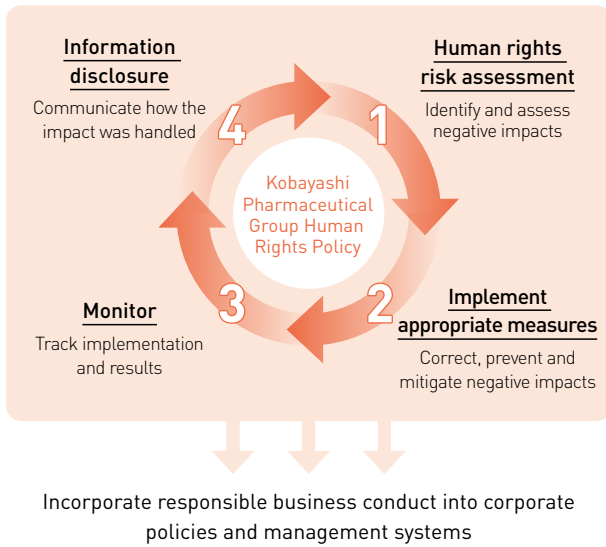 Information
disclosure
Communicate how the
impact was handled
4
Human rights
risk assessment
Identify and assess
negative impacts
1
Kobayashi
Pharmaceutical
Group Human
Rights Policy
Monitor
Track implementation
and results
3
2
Implement
appropriate measures
Correct, prevent and
mitigate negative impacts
Incorporate responsible business conduct into corporate
policies and management systems